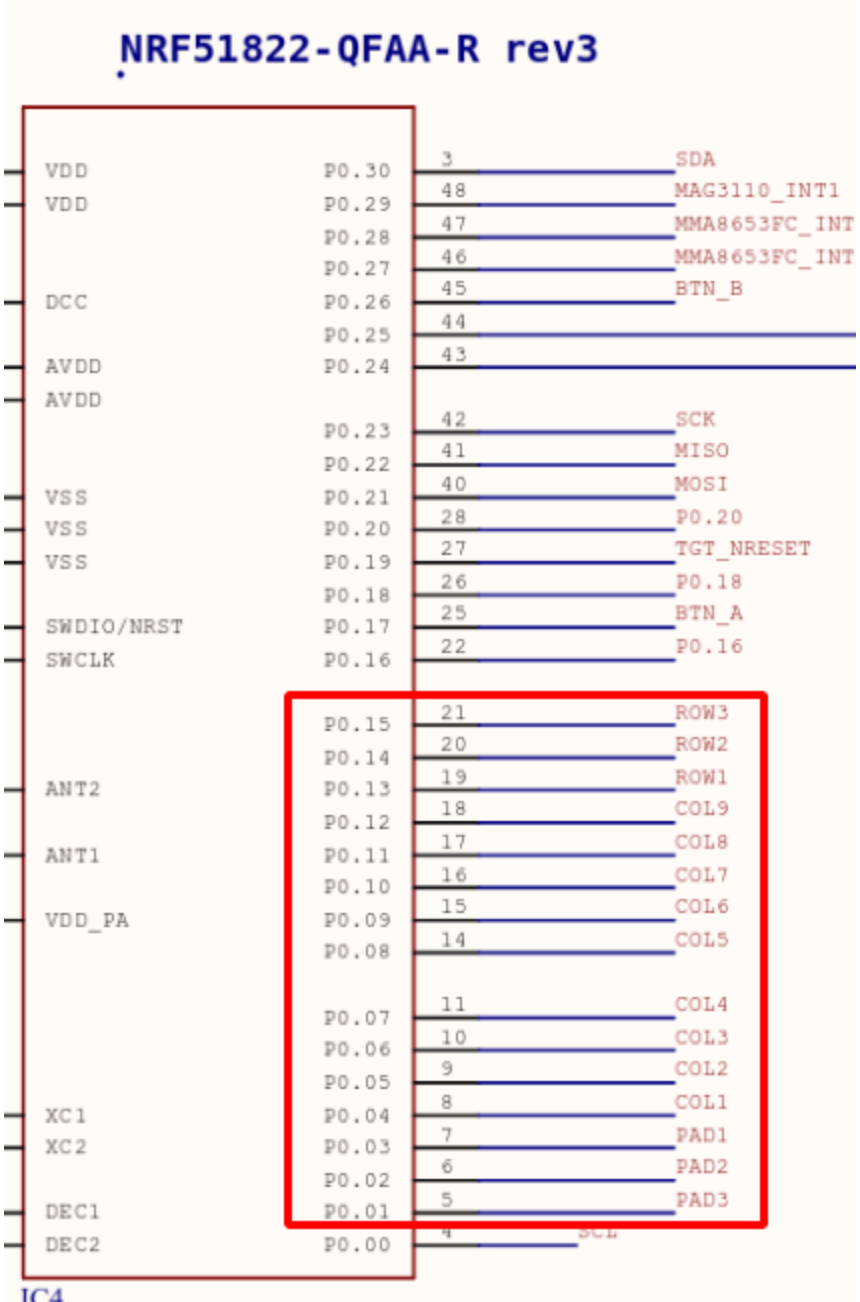 NRF51822-QFAA-R rev3
VDD P0.30 3 SDA
VDD P0.29 48 MAG3110_INT1
P0.28 47 MMA8653FC_INT
P0.27 46 MMA8653FC_INT
DCC P0.26 45 BTN_B
P0.25 44
AVDD P0.24 43
AVDD
P0.23 42 SCK
P0.22 41 MISO
VSS P0.21 40 MOSI
VSS P0.20 28 P0.20
VSS P0.19 27 TGT_NRESET
P0.18 26 P0.18
SWDIO/NRST P0.17 25 BTN_A
SWCLK P0.16 22 P0.16
P0.15 21 ROW3
P0.14 20 ROW2
ANT2 P0.13 19 ROW1
P0.12 18 COL9
ANT1 P0.11 17 COL8
P0.10 16 COL7
VDD_PA P0.09 15 COL6
P0.08 14 COL5
P0.07 11 COL4
P0.06 10 COL3
P0.05 9 COL2
XC1 P0.04 8 COL1
XC2 P0.03 7 PAD1
P0.02 6 PAD2
DEC1 P0.01 5 PAD3
DEC2 P0.00 4 SCL
IC4